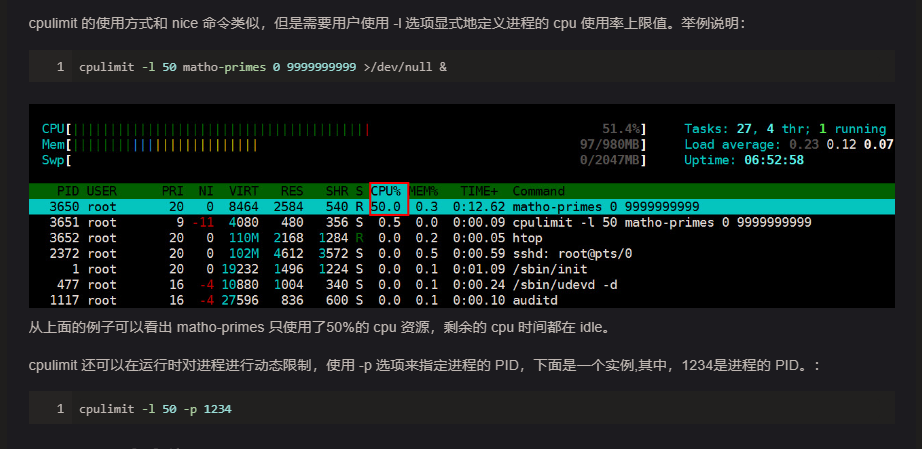 cpulimit 的使用方式和 nice 命令类似，但是需要用户使用 -l 选项显式地定义进程的 cpu 使用率上限值。举例说明：
1 cpulimit -l 50 matho-primes 0 9999999999 >/dev/null &
CPU[||||||||||||||||||||||||||||||||||||||||| 51.4%] Tasks: 27, 4 thr; 1 running
Mem[||||||||||||||||||||||||| 97/980MB] Load average: 0.23 0.12 0.07
Swp[ 0/2047MB] Uptime: 06:52:58
PID USER PRI NI VIRT RES SHR S CPU% MEM% TIME+ Command
3650 root 20 0 8464 2584 540 R 50.0 0.3 0:12.62 matho-primes 0 9999999999
3651 root 9 -11 4080 480 356 S 0.5 0.0 0:00.09 cpulimit -l 50 matho-primes 0 9999999999
3652 root 20 0 110M 2168 1284 R 0.0 0.2 0:00.05 htop
2372 root 20 0 102M 4612 3572 S 0.0 0.5 0:00.59 sshd: root@pts/0
1 root 20 0 19232 1496 1224 S 0.0 0.1 0:01.09 /sbin/init
477 root 16 -4 10880 1004 340 S 0.0 0.1 0:00.24 /sbin/udevd -d
1117 root 16 -4 27596 836 600 S 0.0 0.1 0:00.10 auditd
从上面的例子可以看出 matho-primes 只使用了50%的 cpu 资源，剩余的 cpu 时间都在 idle。
cpulimit 还可以在运行时对进程进行动态限制，使用 -p 选项来指定进程的 PID，下面是一个实例,其中，1234是进程的 PID。：
1 cpulimit -l 50 -p 1234